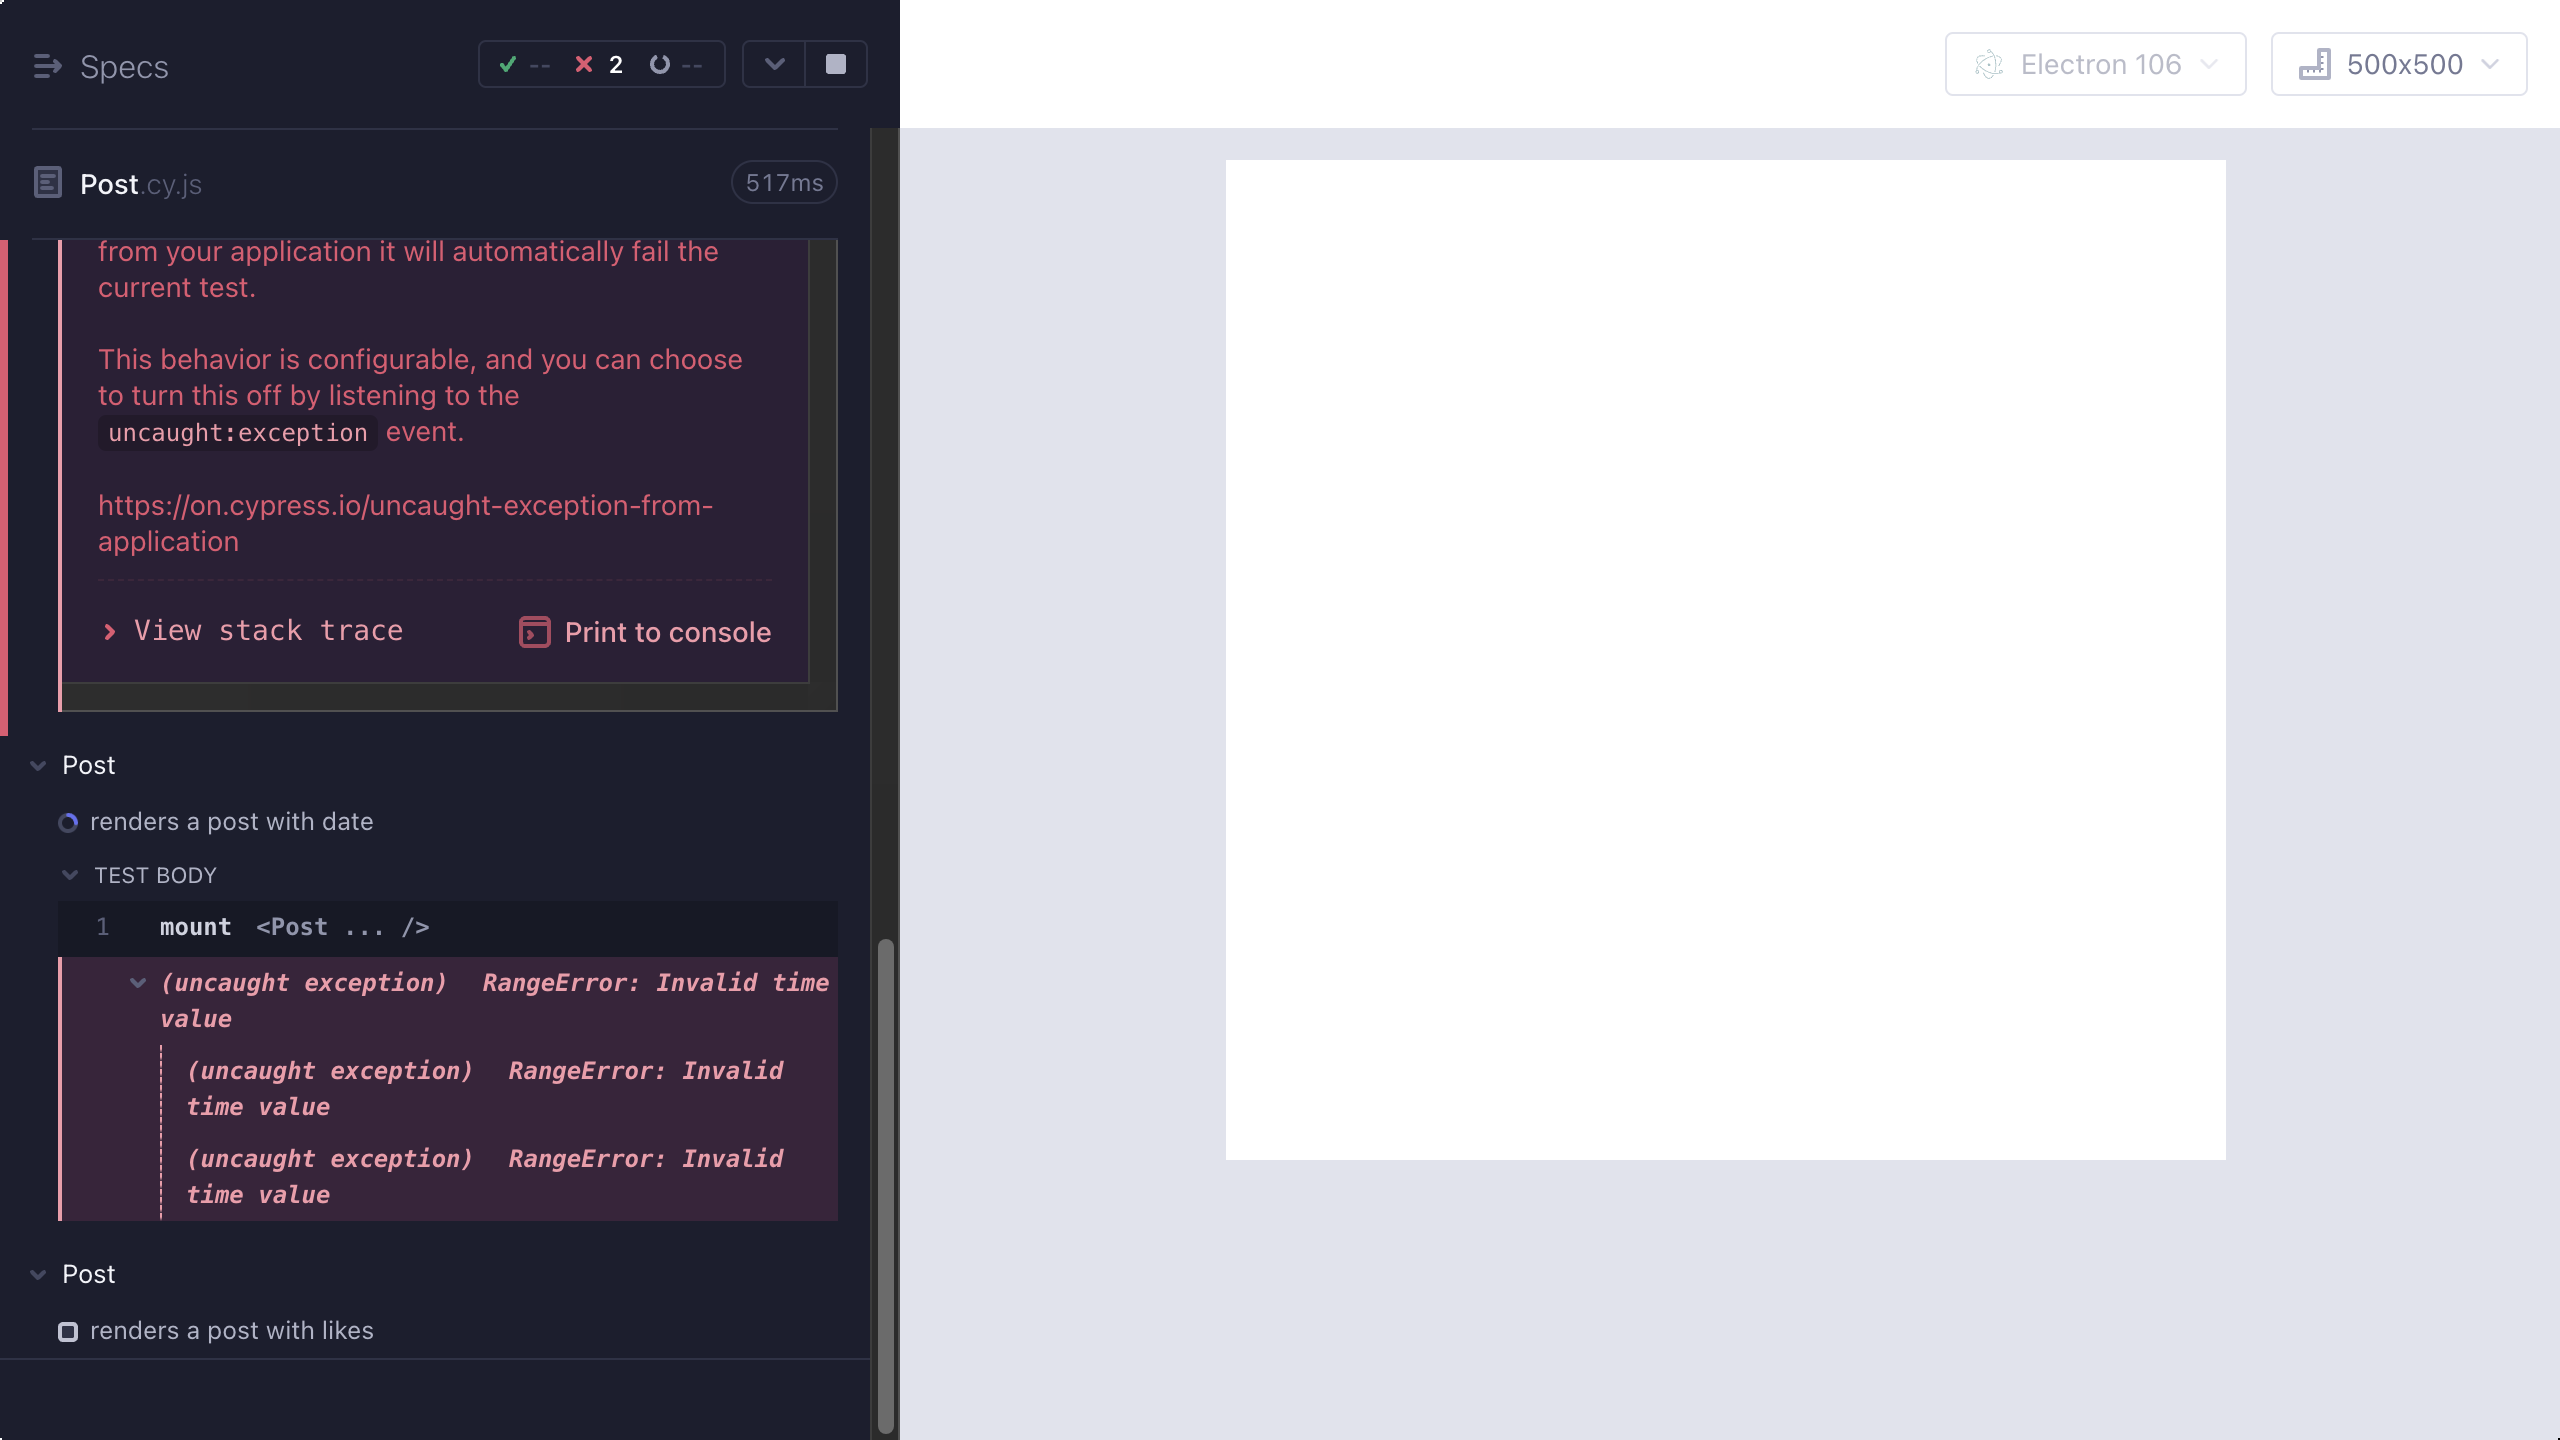 Specs
-- 2 --
Electron 106
500x500
Post.cy.js
517ms
from your application it will automatically fail the
current test.
This behavior is configurable, and you can choose
to turn this off by listening to the
uncaught:exception event.
https://on.cypress.io/uncaught-exception-from-
application
View stack trace
Print to console
Post
renders a post with date
TEST BODY
1 mount <Post ... />
(uncaught exception) RangeError: Invalid time
value
(uncaught exception) RangeError: Invalid
time value
(uncaught exception) RangeError: Invalid
time value
Post
renders a post with likes